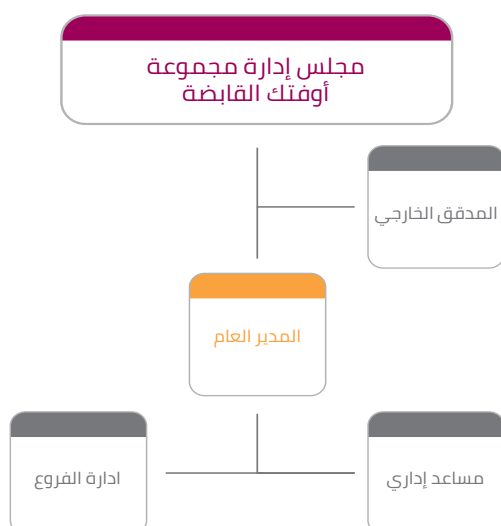 مجلس إدارة مجموعة
أوفتك القابضة
المدقق الخارجي
المدير العام
مساعد إداري
ادارة الفروع